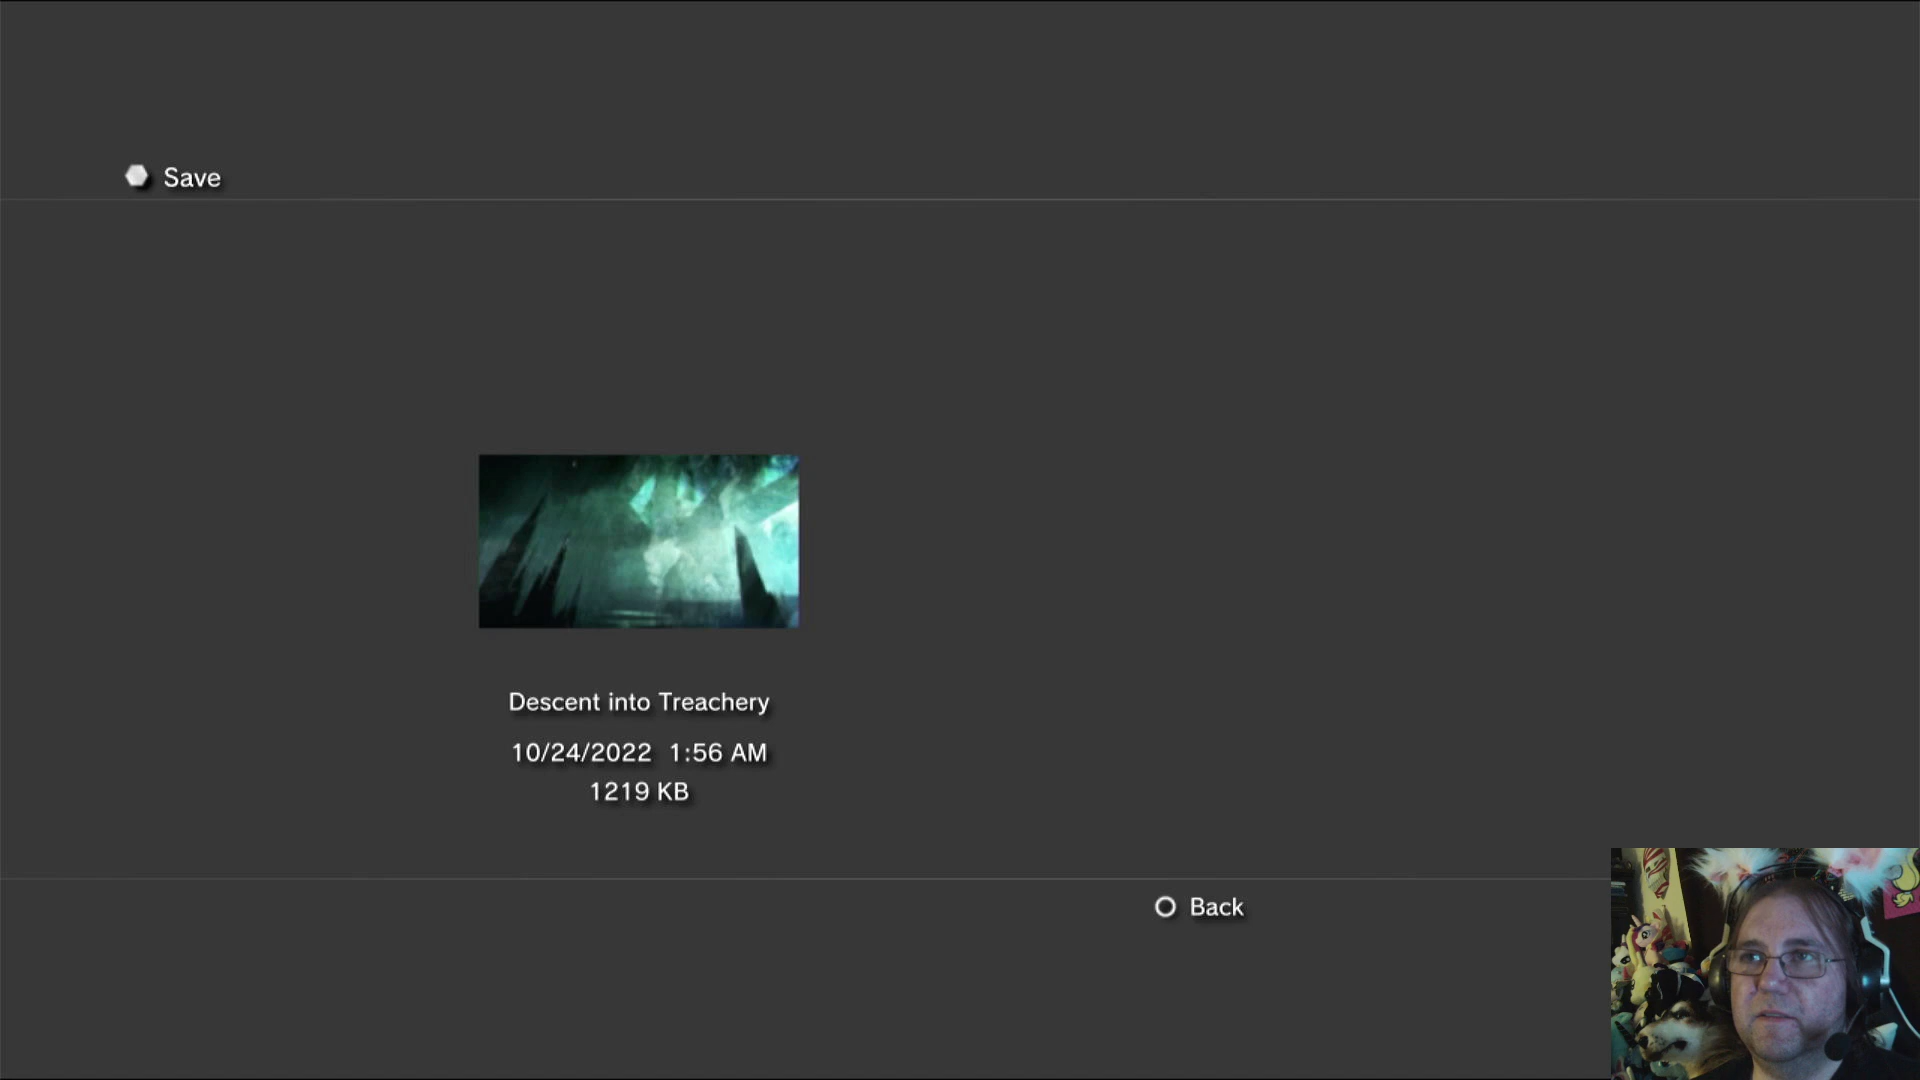 Save
Descent into Treachery
10/24/2022 1:56 AM
1219 KB
Back